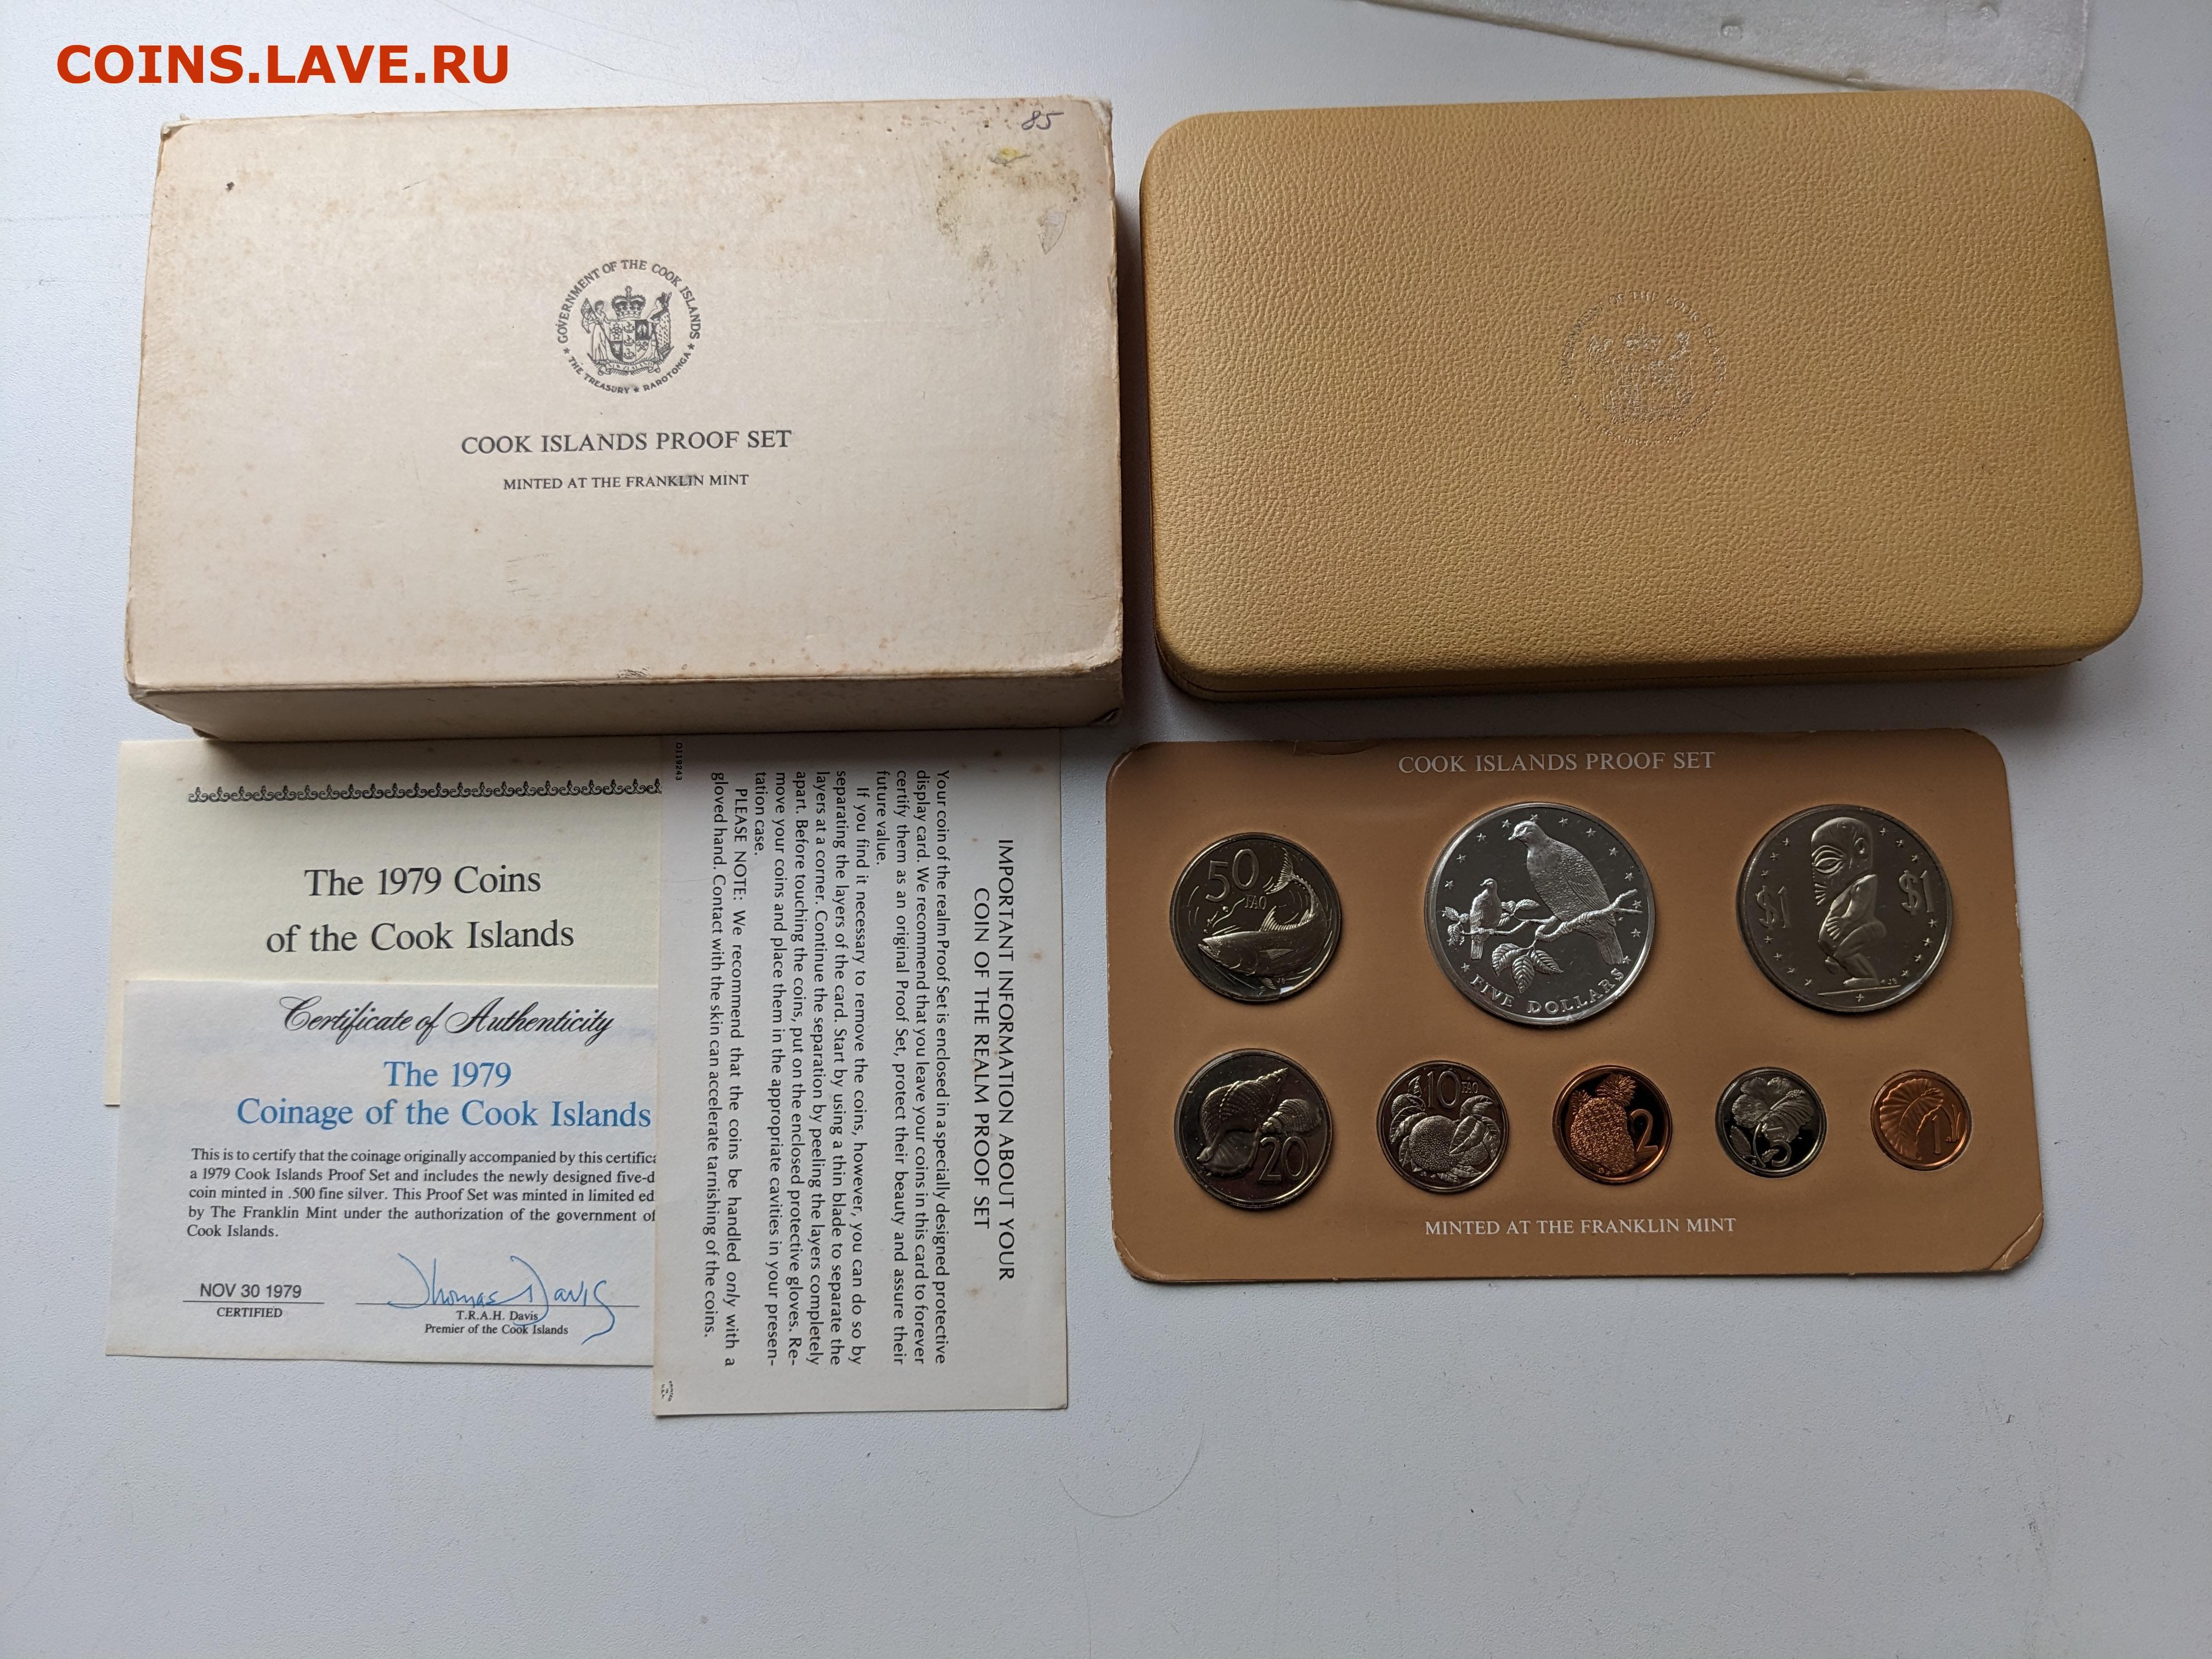 COINS.LAVE.RU
85
GOVERNMENT OF THE COOK ISLANDS
★ THE TREASURY ★ RAROTONGA ★
COOK ISLANDS PROOF SET
MINTED AT THE FRANKLIN MINT
OF THE COOK ISLANDS
The 1979 Coins
of the Cook Islands
Certificate of Authenticity
The 1979
Coinage of the Cook Islands
This is to certify that the coinage originally accompanied by this certifica
a 1979 Cook Islands Proof Set and includes the newly designed five-d
coin minted in .500 fine silver. This Proof Set was minted in limited ed
by The Franklin Mint under the authorization of the government of
Cook Islands.
NOV 30 1979
CERTIFIED
Thomas Davis
T.R.A.H. Davis
Premier of the Cook Islands
0119243
IMPORTANT INFORMATION ABOUT YOUR
COIN OF THE REALM PROOF SET
Your coin of the realm Proof Set is enclosed in a specially designed protective
display card. We recommend that you leave your coins in this card to forever
certify them as an original Proof Set, protect their beauty and assure their
future value.
If you find it necessary to remove the coins, however, you can do so by
separating the layers of the card. Start by using a thin blade to separate the
layers at a corner. Continue the separation by peeling the layers completely
apart. Before touching the coins, put on the enclosed protective gloves. Re-
move your coins and place them in the appropriate cavities in your presen-
tation case.
PLEASE NOTE: We recommend that the coins be handled only with a
gloved hand. Contact with the skin can accelerate tarnishing of the coins.
COOK ISLANDS PROOF SET
50
FAO
FIVE DOLLARS
$1
$1
20
10
FAO
2
5
1
MINTED AT THE FRANKLIN MINT